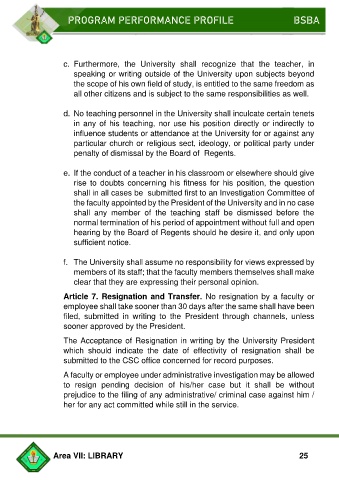 PROGRAM PERFORMANCE PROFILE BSBA
c. Furthermore, the University shall recognize that the teacher, in
speaking or writing outside of the University upon subjects beyond
the scope of his own field of study, is entitled to the same freedom as
all other citizens and is subject to the same responsibilities as well.
d. No teaching personnel in the University shall inculcate certain tenets
in any of his teaching, nor use his position directly or indirectly to
influence students or attendance at the University for or against any
particular church or religious sect, ideology, or political party under
penalty of dismissal by the Board of Regents.
e. If the conduct of a teacher in his classroom or elsewhere should give
rise to doubts concerning his fitness for his position, the question
shall in all cases be submitted first to an Investigation Committee of
the faculty appointed by the President of the University and in no case
shall any member of the teaching staff be dismissed before the
normal termination of his period of appointment without full and open
hearing by the Board of Regents should he desire it, and only upon
sufficient notice.
f. The University shall assume no responsibility for views expressed by
members of its staff; that the faculty members themselves shall make
clear that they are expressing their personal opinion.
Article 7. Resignation and Transfer. No resignation by a faculty or
employee shall take sooner than 30 days after the same shall have been
filed, submitted in writing to the President through channels, unless
sooner approved by the President.
The Acceptance of Resignation in writing by the University President
which should indicate the date of effectivity of resignation shall be
submitted to the CSC office concerned for record purposes.
A faculty or employee under administrative investigation may be allowed
to resign pending decision of his/her case but it shall be without
prejudice to the filing of any administrative/ criminal case against him /
her for any act committed while still in the service.
Area VII: LIBRARY 25